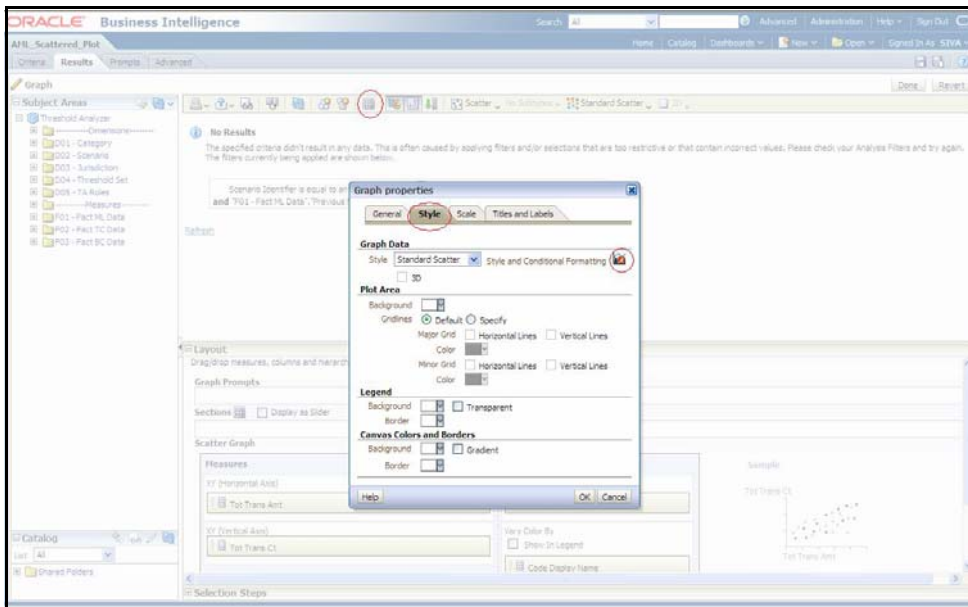 ORACLE Business Intelligence
Search All Advanced Administration Help Sign Out
AML_Scattered_Plot
Home Catalog Dashboards New Open Signed In As SIVA
Criteria Results Prompts Advanced
Graph
Done Revert
Subject Areas
Scatter Standard Scatter 3D
Threshold Analyzer
---------Dimensions--------
D01 - Category
D02 - Scenario
D03 - Jurisdiction
D04 - Threshold Set
D05 - TA Roles
---------Measures--------
F01 - Fact ML Data
F02 - Fact TC Data
F03 - Fact BC Data
No Results
The specified criteria didn't result in any data. This is often caused by applying filters and/or selections that are too restrictive or that contain incorrect values. Please check your Analysis Filters and try again.
The filters currently being applied are shown below.
Scenario Identifier is equal to
and "F01 - Fact ML Data"."Previous
Refresh
Graph properties
General Style Scale Titles and Labels
Graph Data
Style Standard Scatter Style and Conditional Formatting
3D
Plot Area
Background
Gridlines Default Specify
Major Grid Horizontal Lines Vertical Lines
Color
Minor Grid Horizontal Lines Vertical Lines
Color
Legend
Background Transparent
Border
Canvas Colors and Borders
Background Gradient
Border
Help OK Cancel
Layout
Drag/drop measures, columns and hierarch
Graph Prompts
Sections Display as Slider
Scatter Graph
Measures
XY (Horizontal Axis)
Tot Trans Amt
XY (Vertical Axis)
Tot Trans Ct
Vary Color By
Show In Legend
Code Display Name
Sample
Tot Trans Ct
Tot Trans Amt
Catalog
List All
Shared Folders
Selection Steps